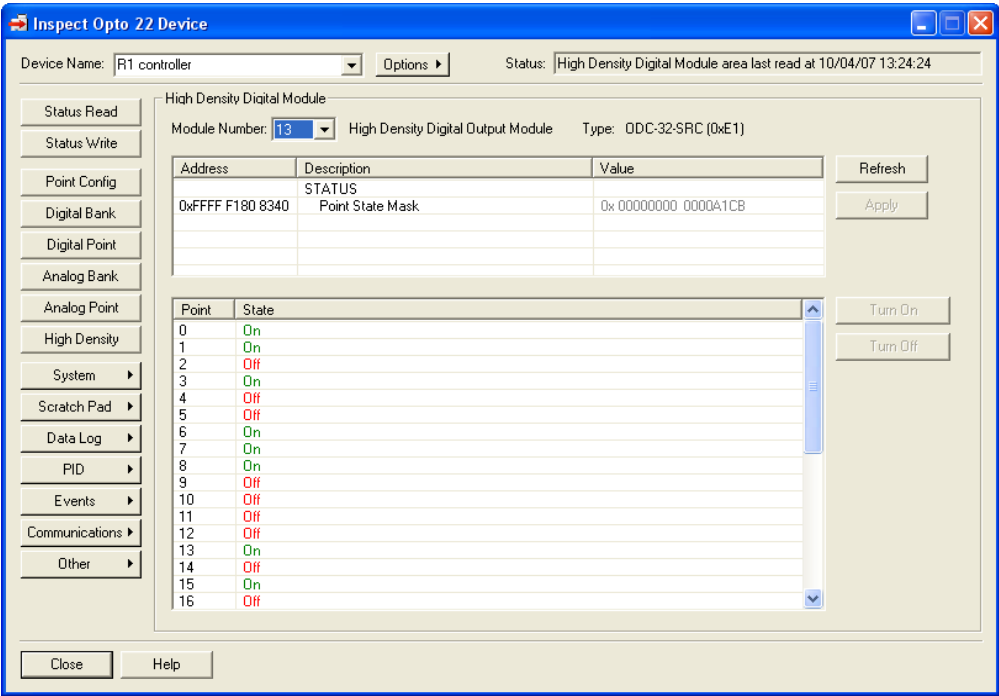 Inspect Opto 22 Device
Device Name: R1 controller Options Status: High Density Digital Module area last read at 10/04/07 13:24:24
Status Read
Status Write
Point Config
Digital Bank
Digital Point
Analog Bank
Analog Point
High Density
System
Scratch Pad
Data Log
PID
Events
Communications
Other
High Density Digital Module
Module Number: 13 High Density Digital Output Module Type: ODC-32-SRC (0xE1)
Address Description Value
STATUS
0xFFFF F180 8340 Point State Mask 0x 00000000 0000A1CB
Refresh
Apply
Point State
0 On
1 On
2 Off
3 On
4 Off
5 Off
6 On
7 On
8 On
9 Off
10 Off
11 Off
12 Off
13 On
14 Off
15 On
16 Off
Turn On
Turn Off
Close Help